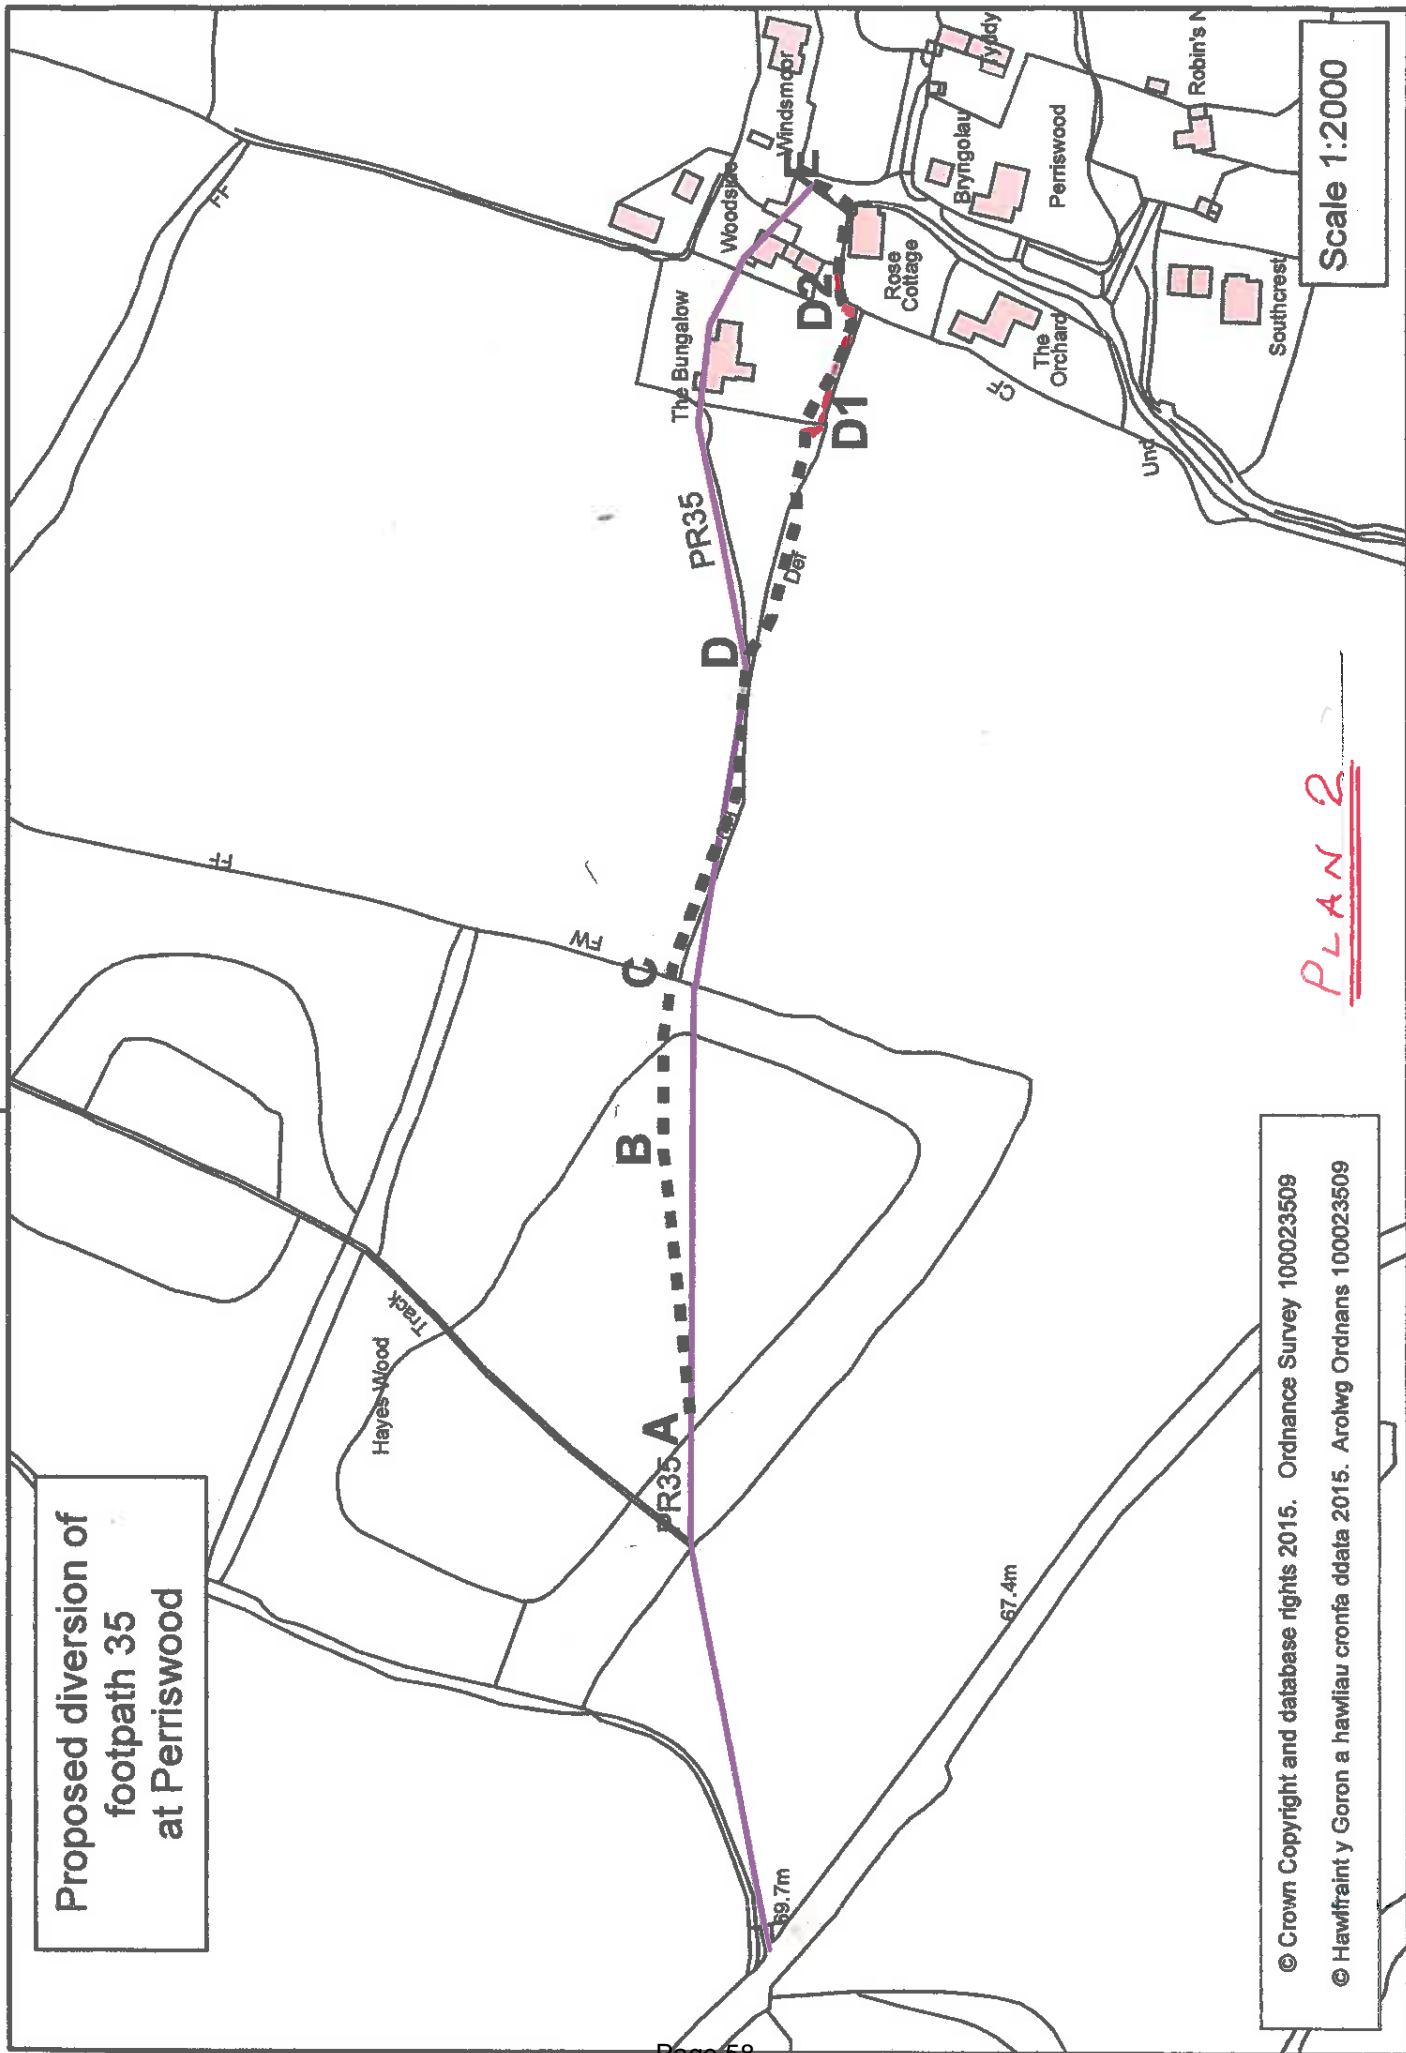 Proposed diversion of
footpath 35
at Perriswood
FF
FF
FW
Track
Hayes Wood
PR35
A
B
C
D
PR35
Def
D1
D2
E
The Bungalow
Woodside
Windsmoor
Rose
Cottage
The
Orchard
CF
Und
Bryngolau
Perriswood
Southcrest
69.7m
67.4m
PLAN 2
Scale 1:2000
© Crown Copyright and database rights 2015. Ordnance Survey 100023509
© Hawlfraint y Goron a hawliau cronfa ddata 2015. Arolwg Ordnans 100023509